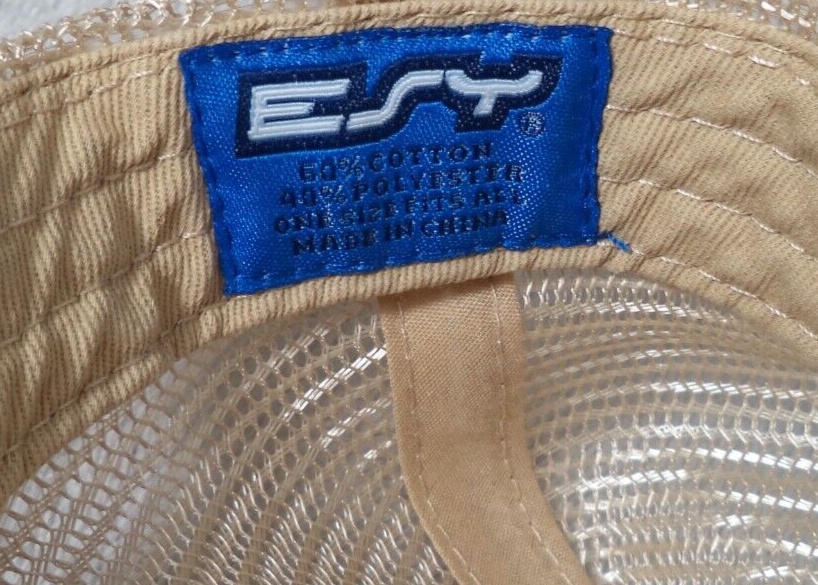 ESY®
60% COTTON
40% POLYESTER
ONE SIZE FITS ALL
MADE IN CHINA